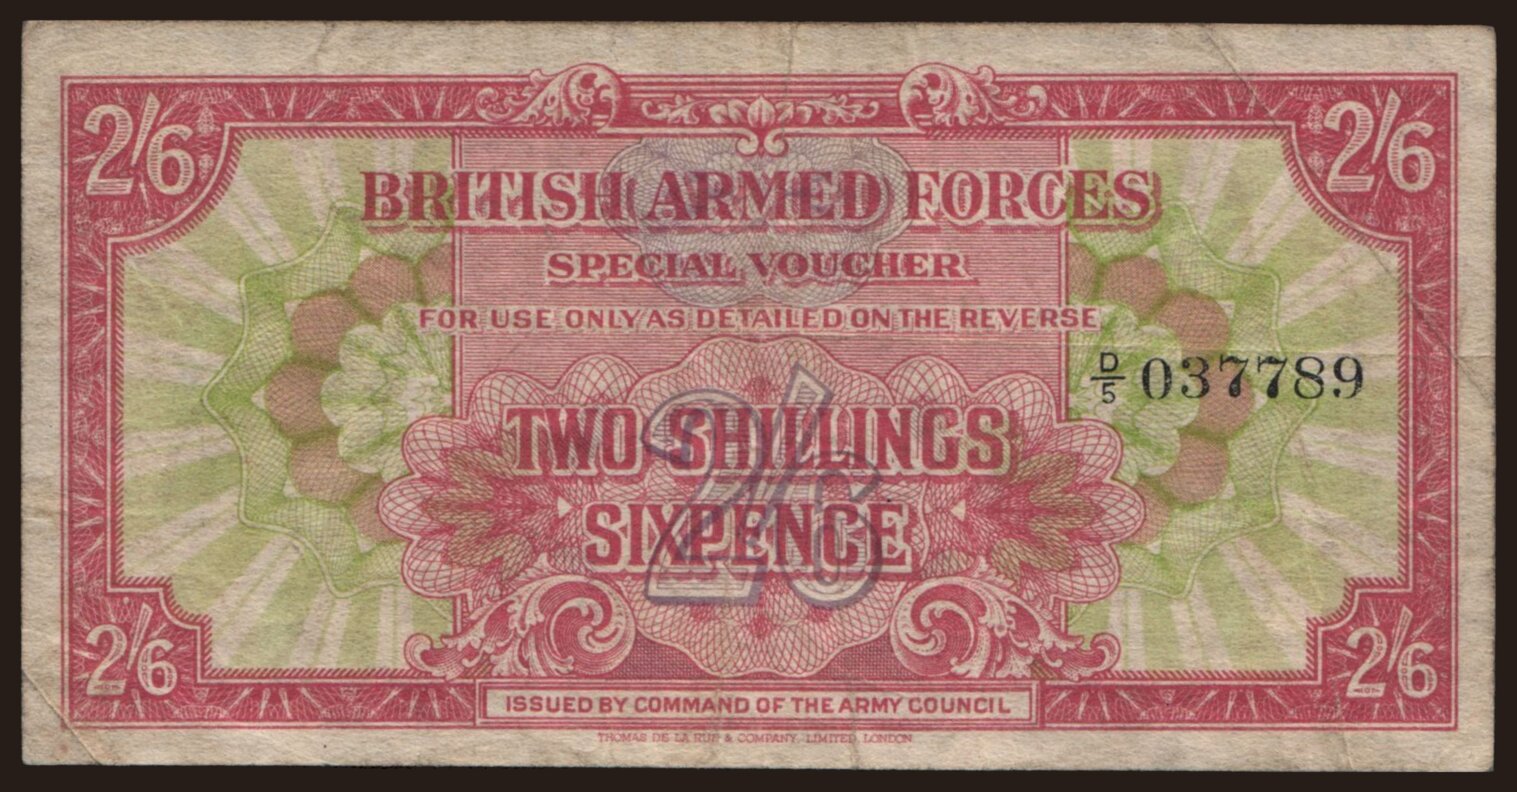 2/6 2/6
BRITISH ARMED FORCES
SPECIAL VOUCHER
FOR USE ONLY AS DETAILED ON THE REVERSE
D/5 037789
TWO SHILLINGS
2/6
SIXPENCE
2/6 2/6
ISSUED BY COMMAND OF THE ARMY COUNCIL
THOMAS DE LA RUE & COMPANY, LIMITED, LONDON